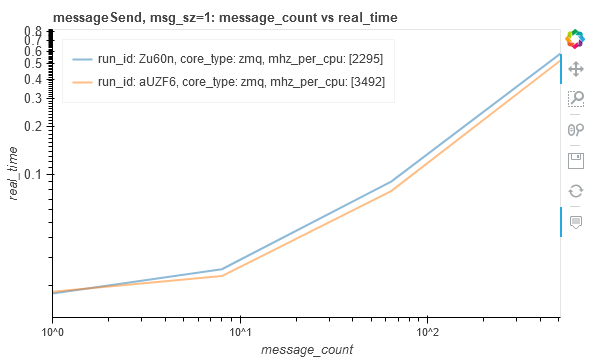 messageSend, msg_sz=1: message_count vs real_time
run_id: Zu60n, core_type: zmq, mhz_per_cpu: [2295]
run_id: aUZF6, core_type: zmq, mhz_per_cpu: [3492]
real_time
0.8
0.7
0.6
0.5
0.4
0.3
0.2
0.1
10^0
10^1
10^2
message_count